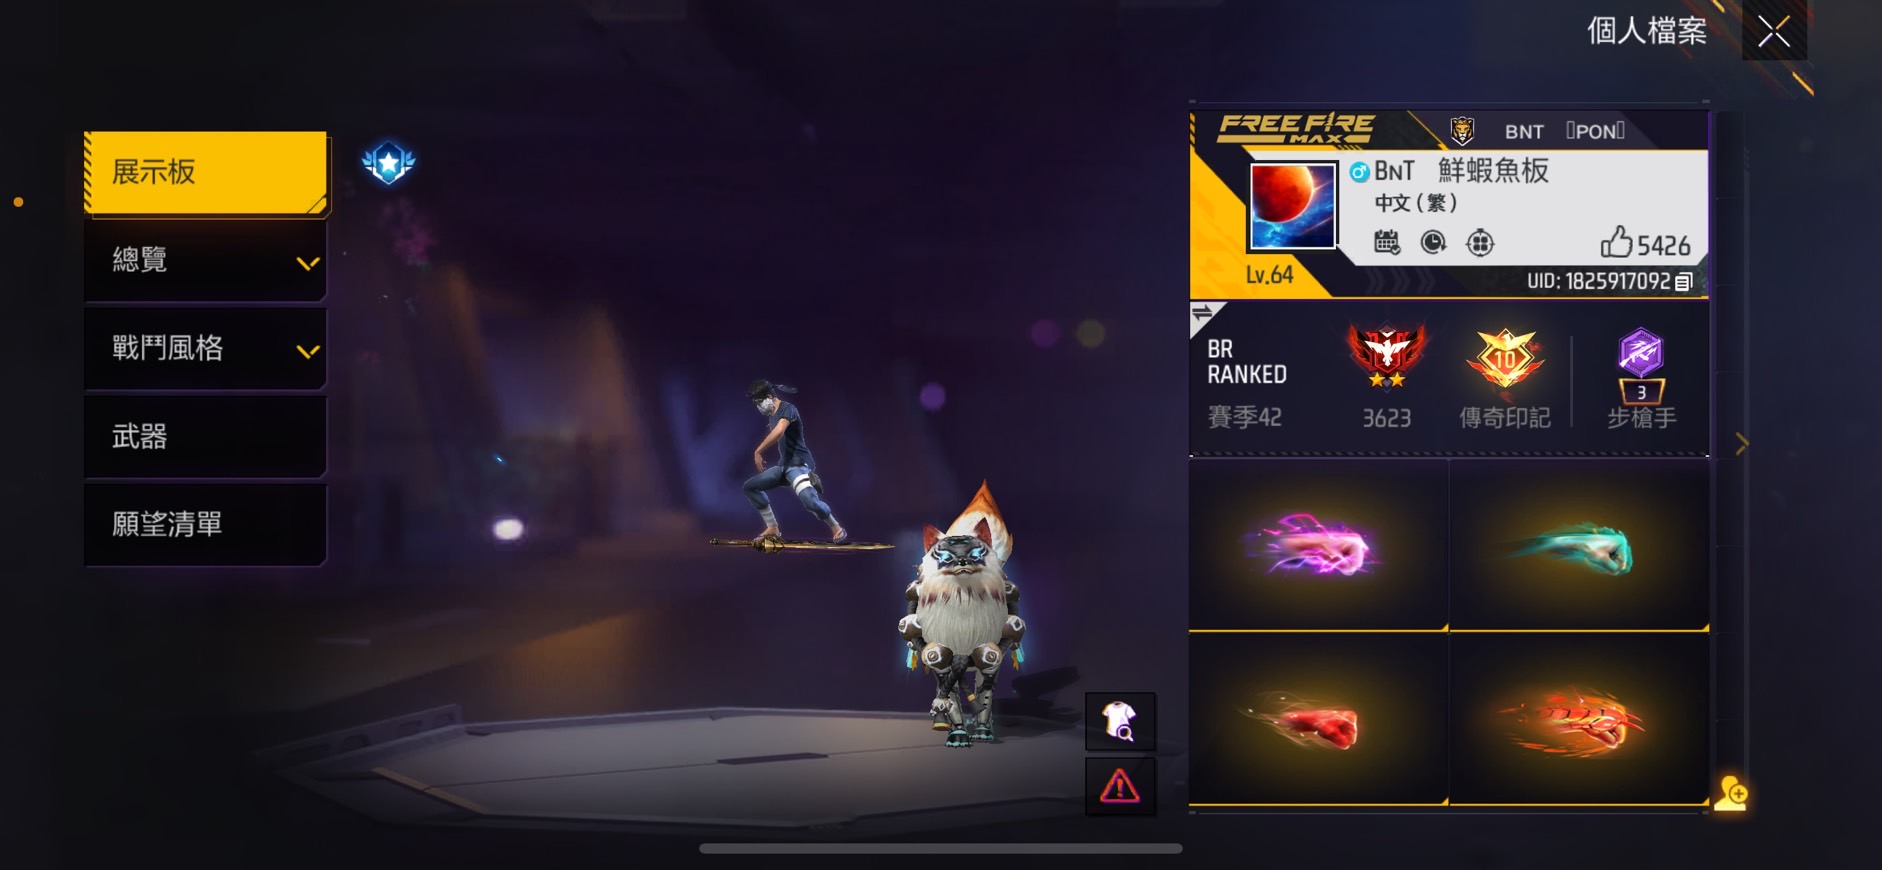 個人檔案
展示板
總覽
戰鬥風格
武器
願望清單
FREE FIRE
MAX
BNT PON
BNT 鮮蝦魚板
中文(繁)
5426
Lv.64
UID: 1825917092
BR
RANKED
賽季42
3623
10
傳奇印記
3
步槍手